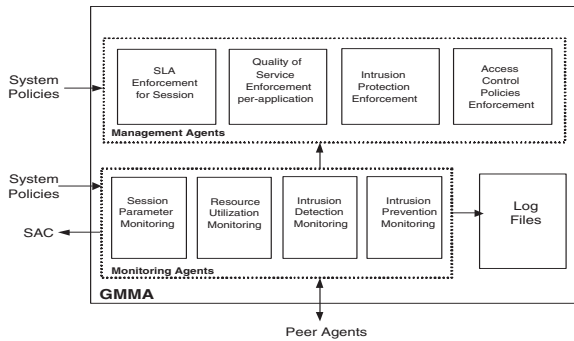 System
Policies
SLA
Enforcement
for Session
Quality of
Service
Enforcement
per-application
Intrusion
Protection
Enforcement
Access
Control
Policies
Enforcement
Management Agents
System
Policies
SAC
Session
Parameter
Monitoring
Resource
Utilization
Monitoring
Intrusion
Detection
Monitoring
Intrusion
Prevention
Monitoring
Monitoring Agents
Log
Files
GMMA
Peer Agents